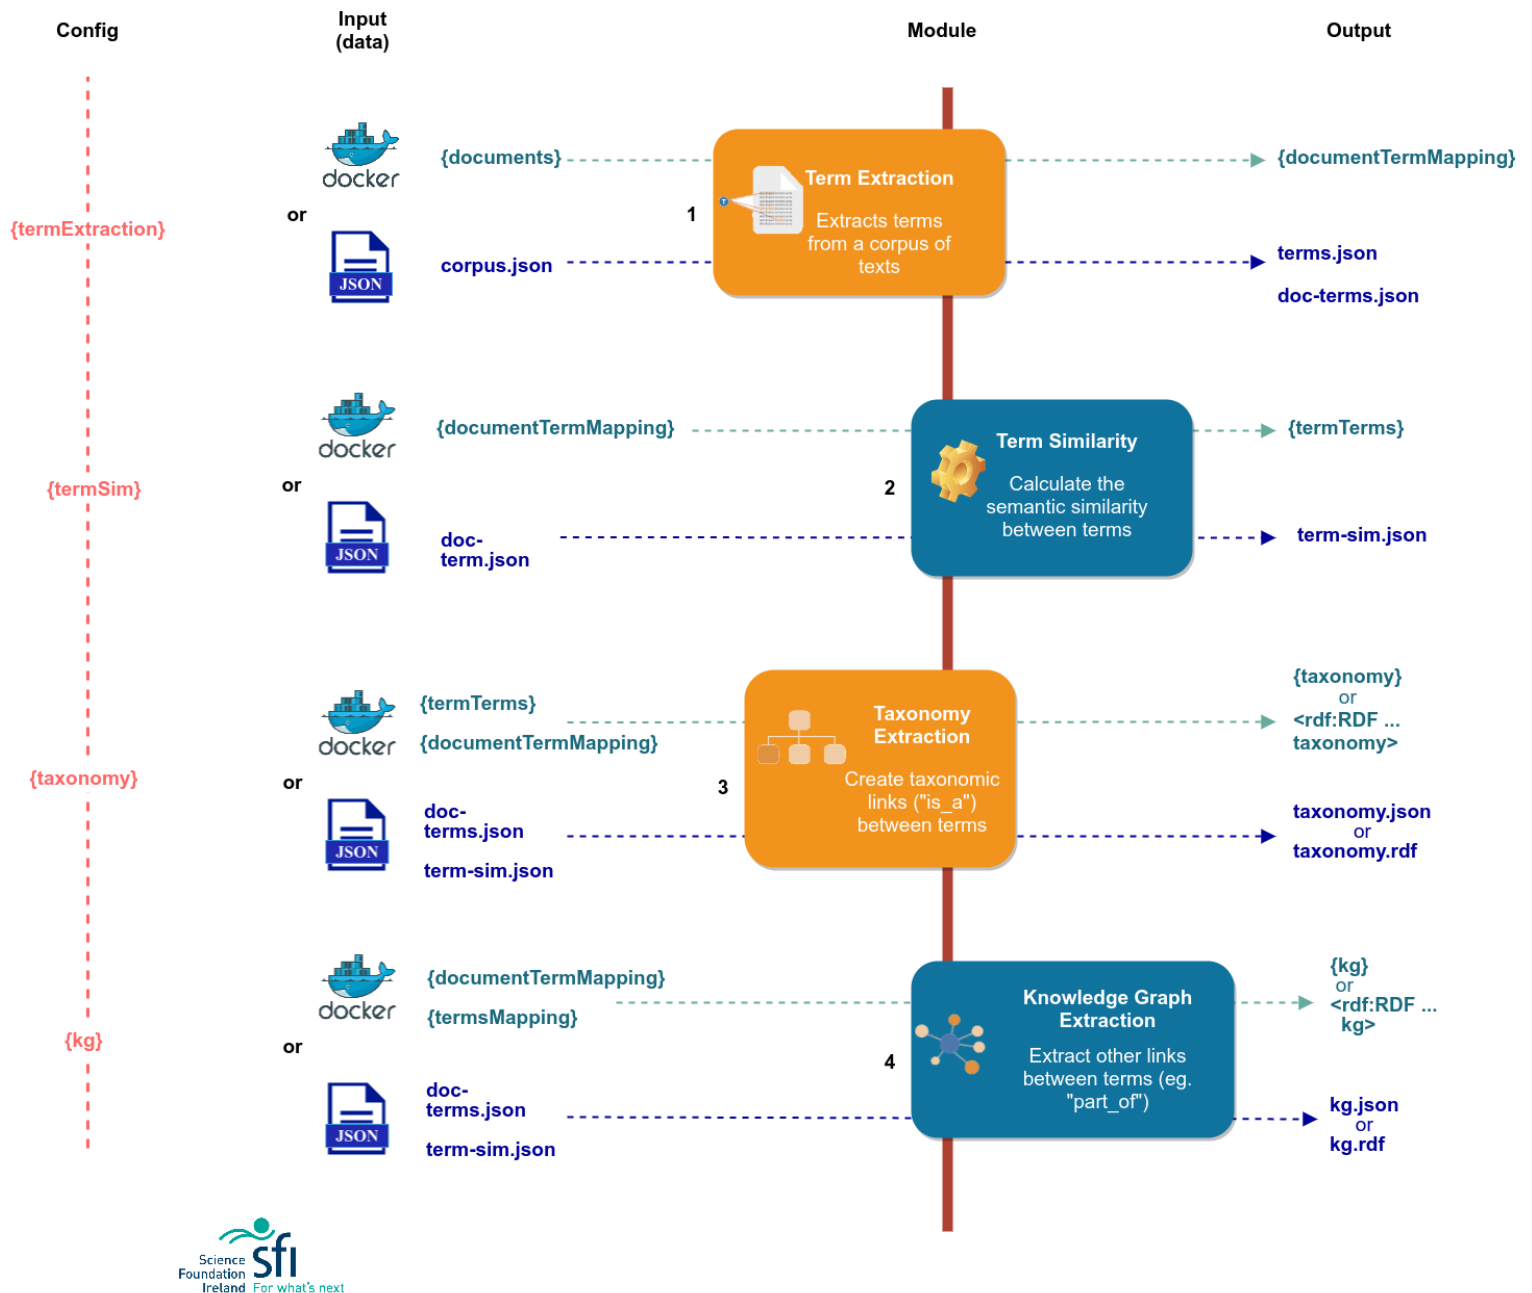 Config
Input
(data)
Module
Output
docker
{documents}
{documentTermMapping}
{termExtraction}
or
1
Term Extraction
Extracts terms
from a corpus of
texts
T
JSON
corpus.json
terms.json
doc-terms.json
docker
{documentTermMapping}
{termTerms}
{termSim}
or
2
Term Similarity
Calculate the
semantic similarity
between terms
JSON
doc-
term.json
term-sim.json
docker
{termTerms}
{documentTermMapping}
{taxonomy}
or
<rdf:RDF ...
taxonomy>
{taxonomy}
or
3
Taxonomy
Extraction
Create taxonomic
links ("is_a")
between terms
JSON
doc-
terms.json
term-sim.json
taxonomy.json
or
taxonomy.rdf
docker
{documentTermMapping}
{termsMapping}
{kg}
or
<rdf:RDF ...
kg>
{kg}
or
4
Knowledge Graph
Extraction
Extract other links
between terms (eg.
"part_of")
JSON
doc-
terms.json
term-sim.json
kg.json
or
kg.rdf
Science
Foundation
Ireland
sfi
For what's next